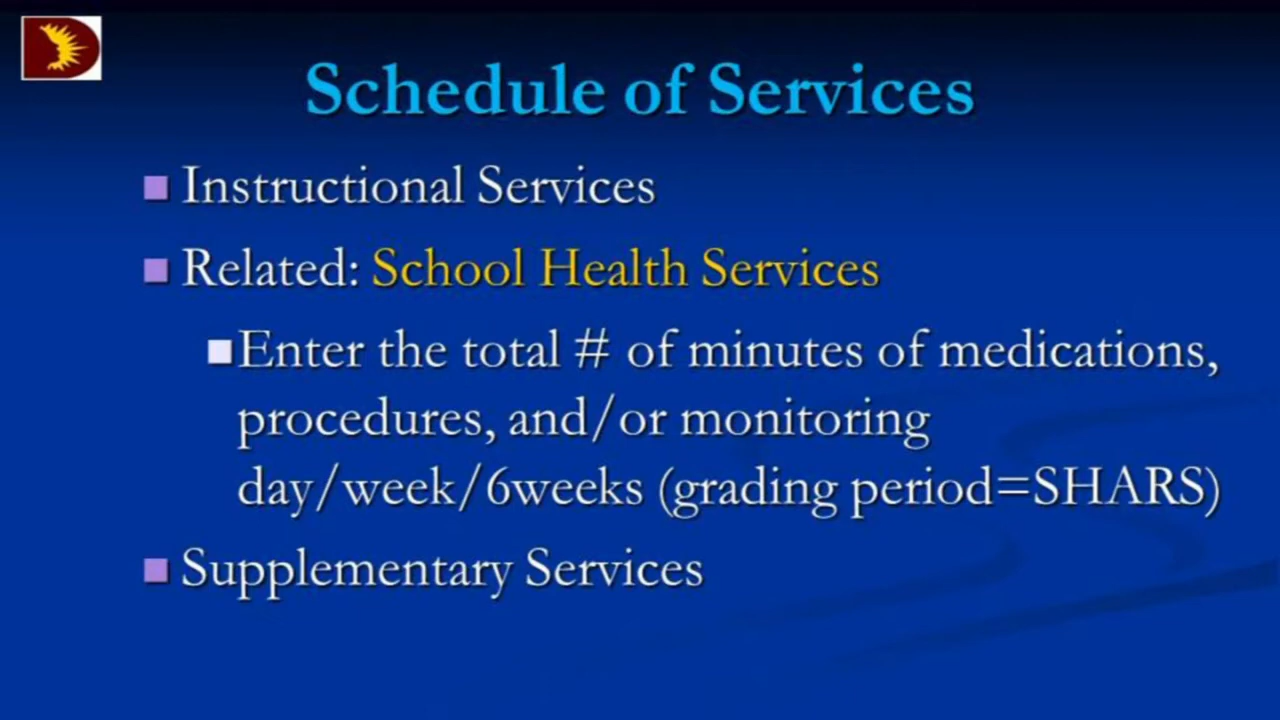 Schedule of Services
Instructional Services
Related: School Health Services
Enter the total # of minutes of medications,
procedures, and/or monitoring
day/week/6weeks (grading period=SHARS)
Supplementary Services